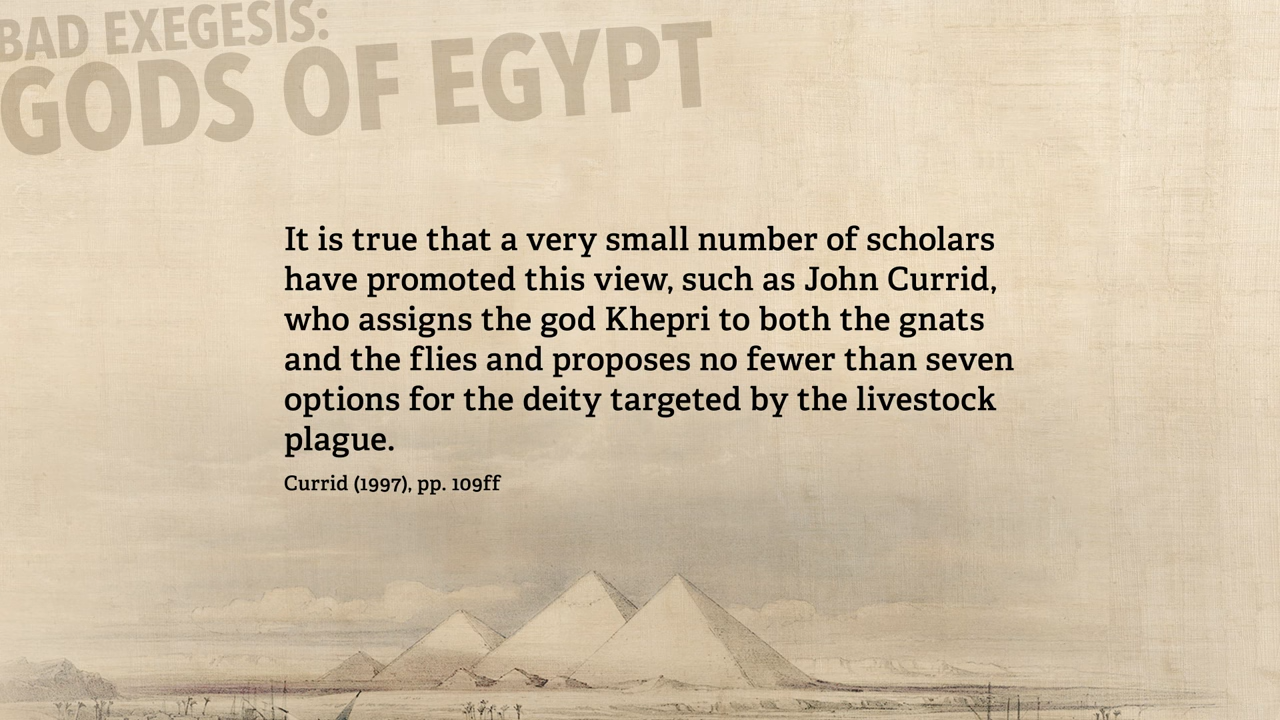 BAD EXEGESIS:
GODS OF EGYPT
It is true that a very small number of scholars
have promoted this view, such as John Currid,
who assigns the god Khepri to both the gnats
and the flies and proposes no fewer than seven
options for the deity targeted by the livestock
plague.
Currid (1997), pp. 109ff